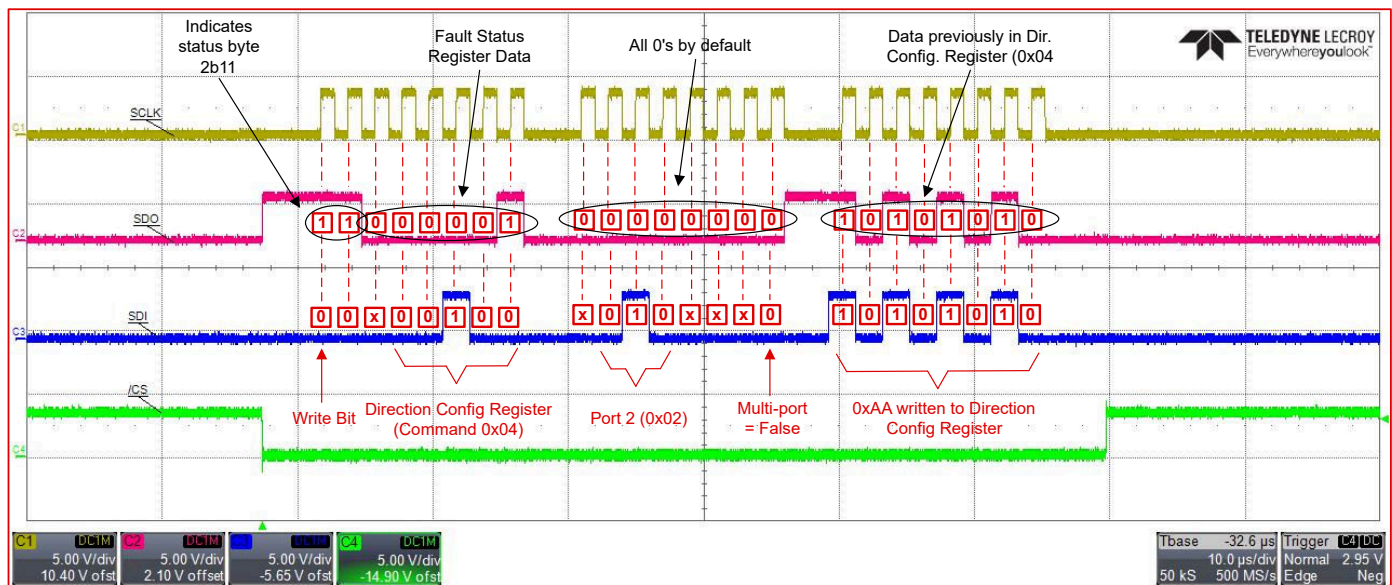 Indicates
status byte
2b11
Fault Status
Register Data
All 0's by default
Data previously in Dir.
Config. Register (0x04
TELEDYNE LECROY
Everywhereyoulook™
SCLK
C1
SDO
C2
1 1 0 0 0 0 0 1
0 0 0 0 0 0 0 0
1 0 1 0 1 0 1 0
SDI
C3
0 0 x 0 0 1 0 0
x 0 1 0 x x x 0
1 0 1 0 1 0 1 0
/CS
C4
Write Bit
Direction Config Register
(Command 0x04)
Port 2 (0x02)
Multi-port
= False
0xAA written to Direction
Config Register
C1 DC1M
5.00 V/div
10.40 V ofst
C2 DC1M
5.00 V/div
2.10 V offset
C3 DC1M
5.00 V/div
-5.65 V ofst
C4 DC1M
5.00 V/div
-14.90 V ofst
Tbase -32.6 µs
10.0 µs/div
50 kS 500 MS/s
Trigger C4 DC
Normal 2.95 V
Edge Neg